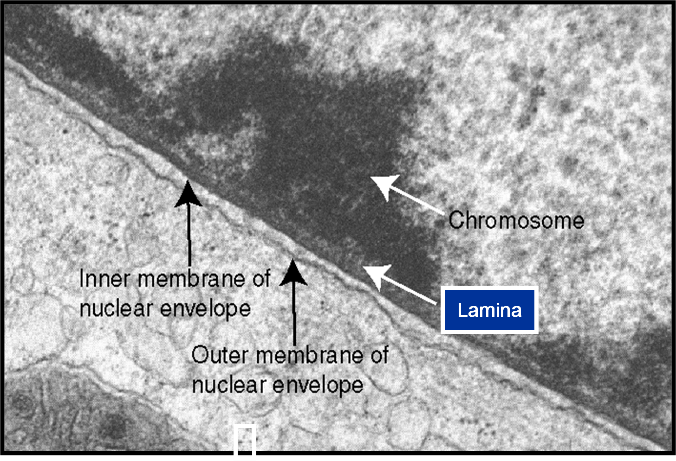 Chromosome
Inner membrane of
nuclear envelope
Lamina
Outer membrane of
nuclear envelope